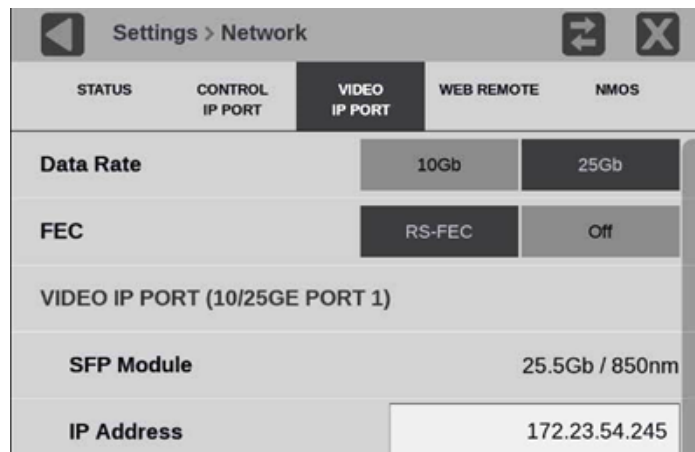 Settings > Network
STATUS
CONTROL
IP PORT
VIDEO
IP PORT
WEB REMOTE
NMOS
Data Rate
10Gb
25Gb
FEC
RS-FEC
Off
VIDEO IP PORT (10/25GE PORT 1)
SFP Module
25.5Gb / 850nm
IP Address
172.23.54.245